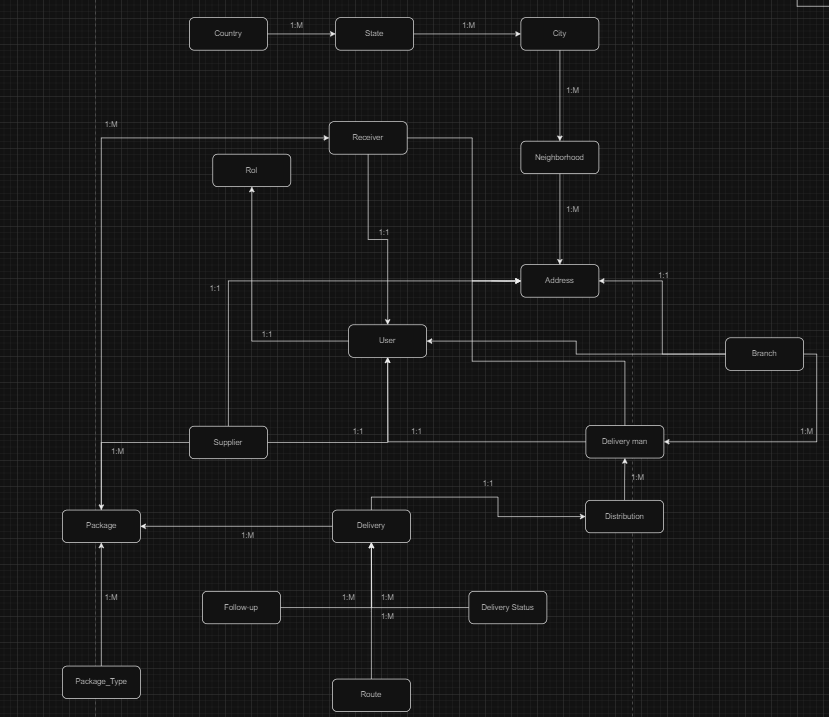 1:M
1:M
Country
State
City
1:M
1:M
Receiver
Neighborhood
Rol
1:M
1:1
1:1
Address
1:1
1:1
User
Branch
1:1
1:1
1:M
Supplier
Delivery man
1:M
1:M
1:1
Package
Delivery
Distribution
1:M
1:M
1:M
1:M
Follow-up
Delivery Status
1:M
Package_Type
Route